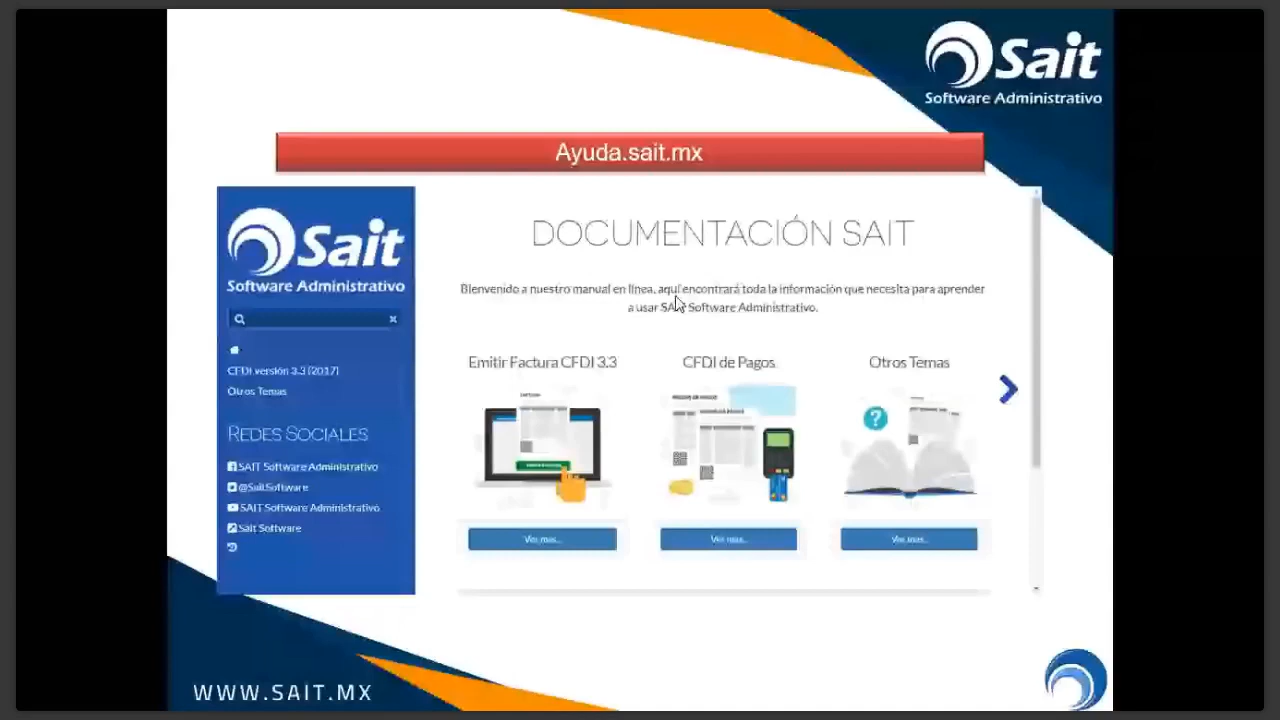 Sait
Software Administrativo
Ayuda.sait.mx
Sait
Software Administrativo
CFDI versión 3.3 (2017)
Otros Temas
REDES SOCIALES
SAIT Software Administrativo
@SaitSoftware
SAIT Software Administrativo
Sait Software
DOCUMENTACIÓN SAIT
Bienvenido a nuestro manual en línea, aquí encontrará toda la información que necesita para aprender
a usar SAIT Software Administrativo.
Emitir Factura CFDI 3.3
CFDI de Pagos
Otros Temas
Ver mas...
Ver mas...
Ver mas...
WWW.SAIT.MX